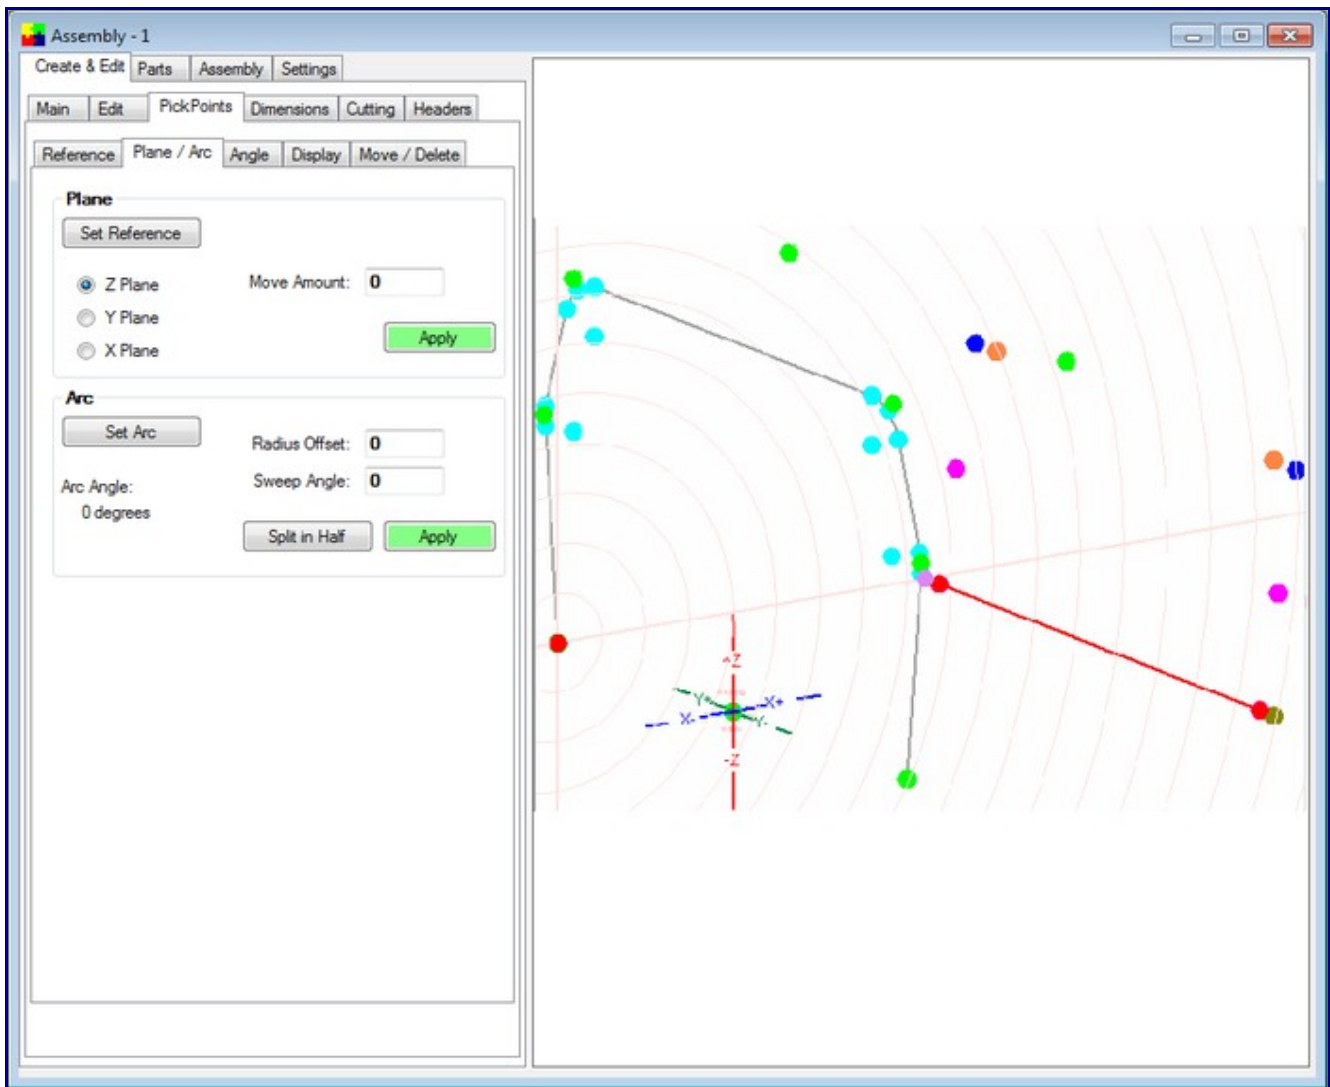 Assembly - 1
Create & Edit Parts Assembly Settings
Main Edit PickPoints Dimensions Cutting Headers
Reference Plane / Arc Angle Display Move / Delete
Plane
Set Reference
Z Plane Move Amount: 0
Y Plane
Apply
X Plane
Arc
Set Arc
Radius Offset: 0
Sweep Angle: 0
Arc Angle:
0 degrees
Split in Half Apply
+Z
Y+ X+
X- Y-
-Z